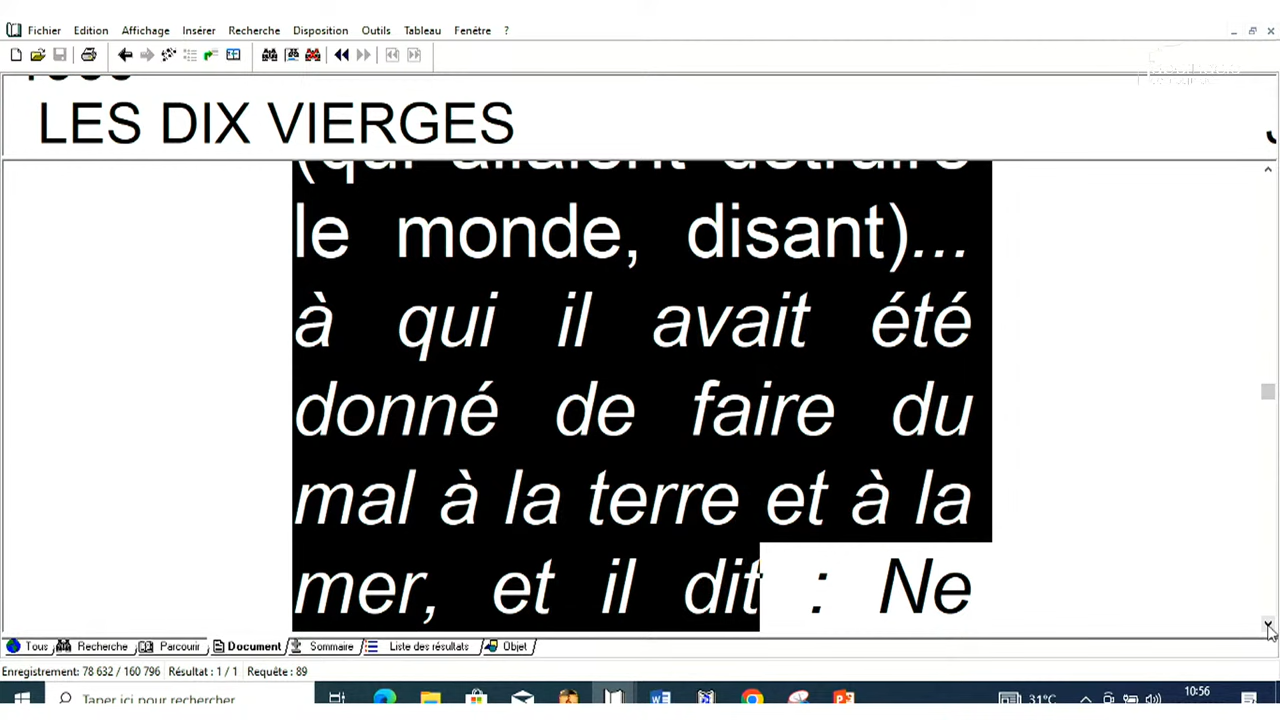 Fichier Edition Affichage Insérer Recherche Disposition Outils Tableau Fenêtre ?
LES DIX VIERGES
(qui allaient détruire
le monde, disant)...
à qui il avait été
donné de faire du
mal à la terre et à la
mer, et il dit : Ne
Tous Recherche Parcourir Document Sommaire Liste des résultats Objet
Enregistrement: 78 632 / 160 796 Résultat : 1 / 1 Requête : 89
Taper ici pour rechercher
31°C
10:56